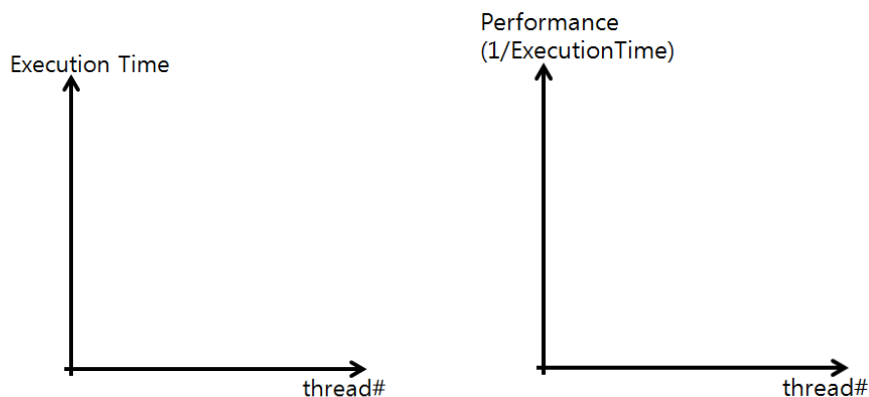 Execution Time
thread#
Performance
(1/ExecutionTime)
thread#